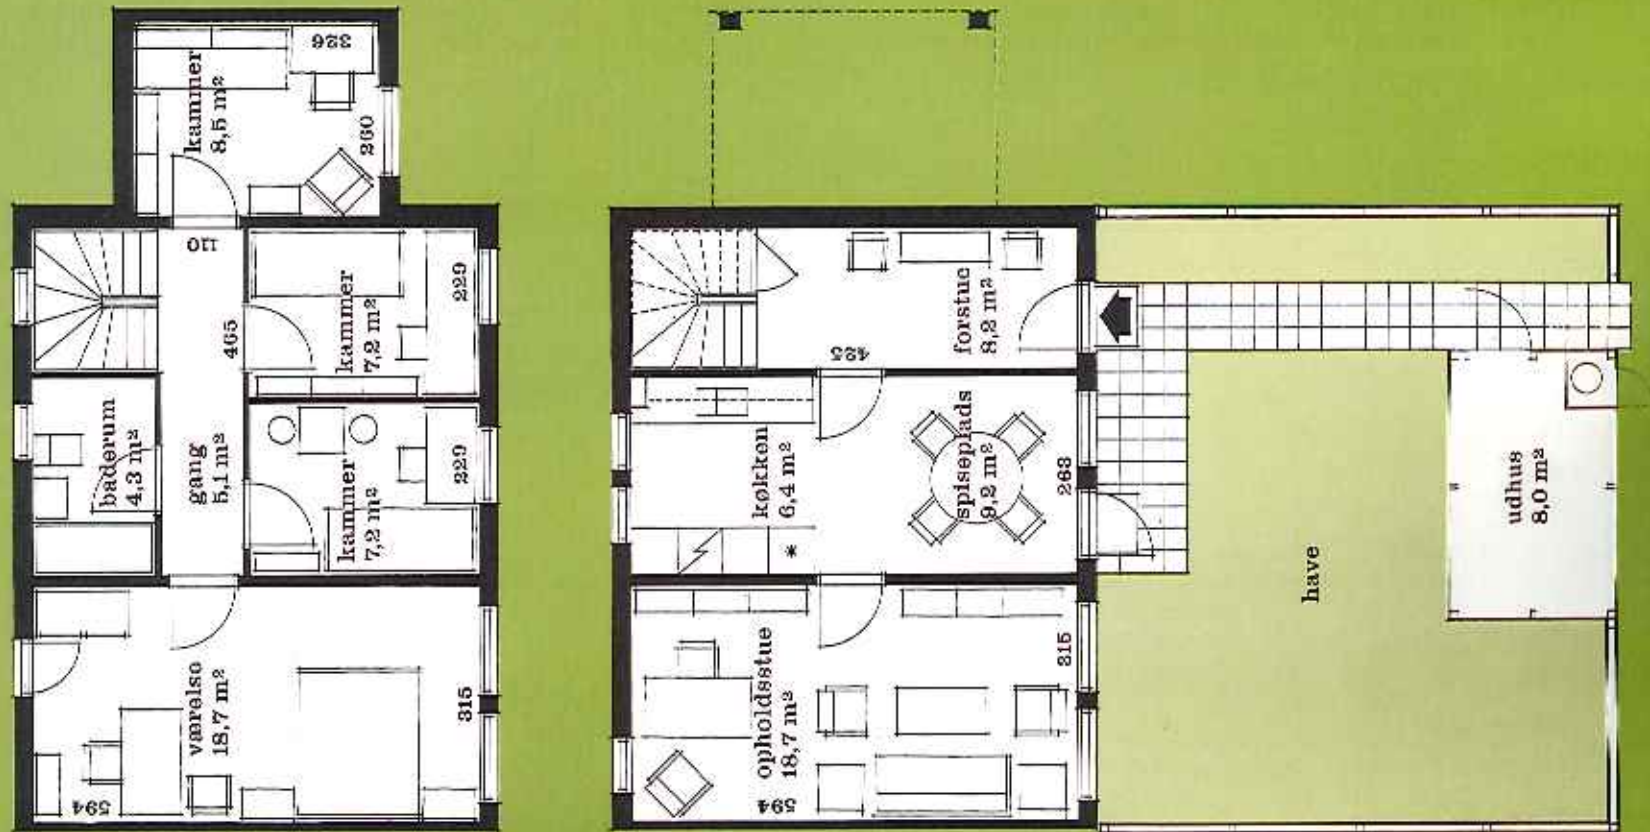 kammer
8,5 m²
326
260
110
kammer
7,2 m²
229
465
baderum
4,3 m²
gang
5,1 m²
kammer
7,2 m²
229
værelse
18,7 m²
315
594
forstue
8,2 m²
425
køkken
6,4 m²
*
spiseplads
9,2 m²
263
opholdsstue
18,7 m²
315
594
have
udhus
8,0 m²